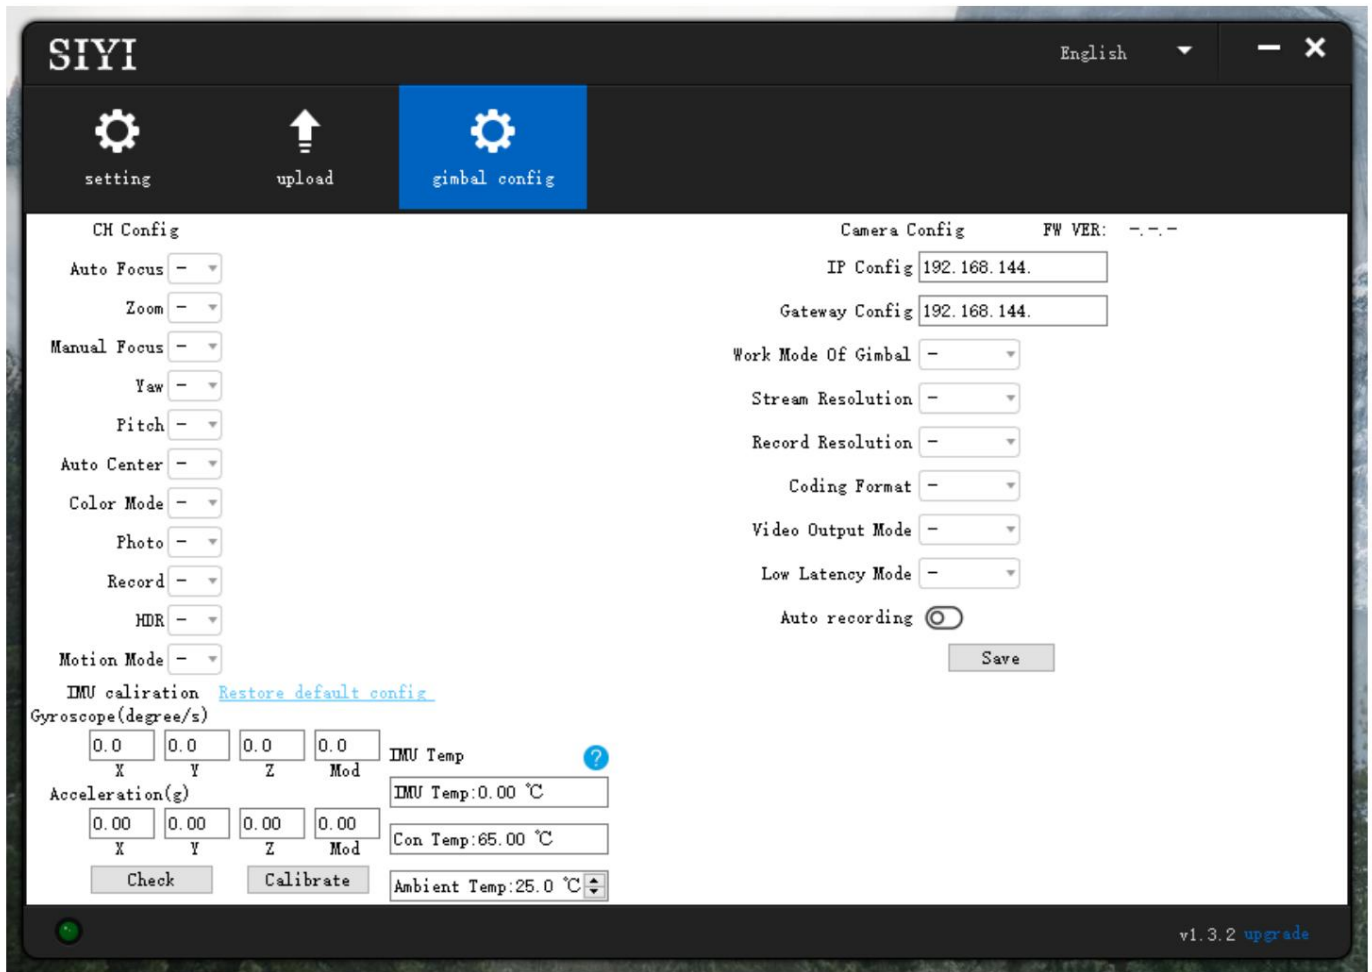 SIYI
English
setting
upload
gimbal config
CH Config
Auto Focus -
Zoom -
Manual Focus -
Yaw -
Pitch -
Auto Center -
Color Mode -
Photo -
Record -
HDR -
Motion Mode -
IMU caliration Restore default config
Gyroscope(degree/s)
0.0 0.0 0.0 0.0
X Y Z Mod
Acceleration(g)
0.00 0.00 0.00 0.00
X Y Z Mod
Check Calibrate
IMU Temp ?
IMU Temp:0.00 ℃
Con Temp:65.00 ℃
Ambient Temp:25.0 ℃
Camera Config FW VER: -.-.-
IP Config 192.168.144.
Gateway Config 192.168.144.
Work Mode Of Gimbal -
Stream Resolution -
Record Resolution -
Coding Format -
Video Output Mode -
Low Latency Mode -
Auto recording
Save
v1.3.2 upgrade